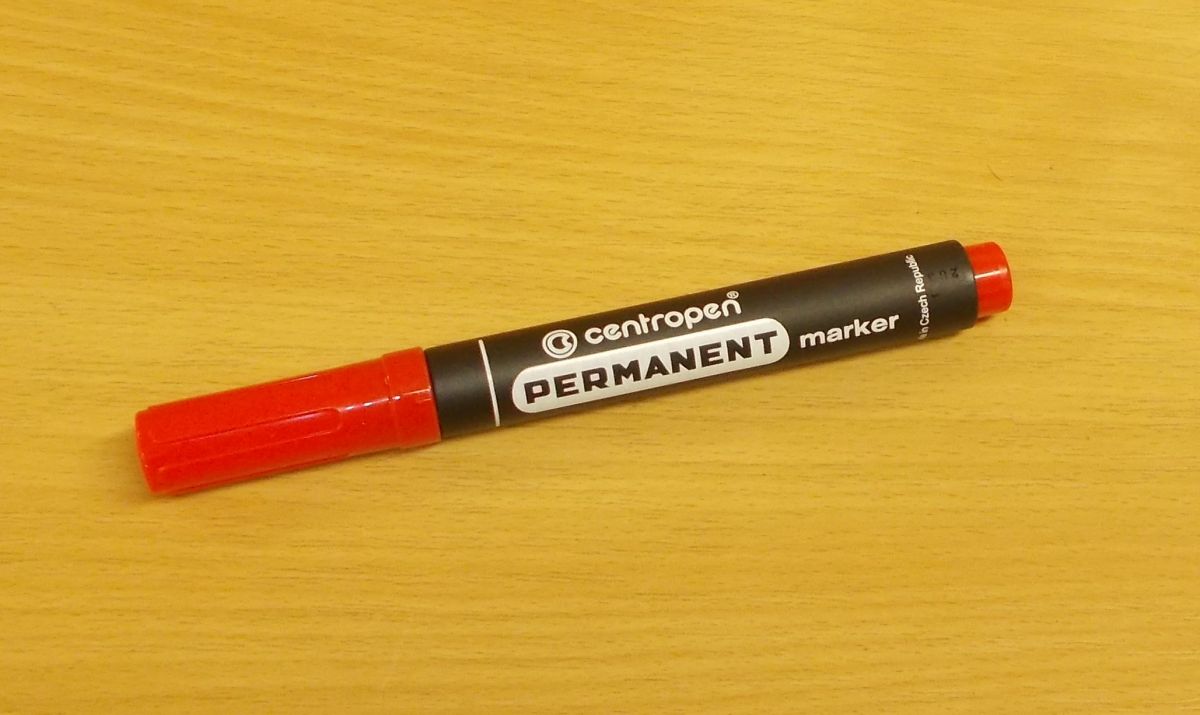 centropen®
PERMANENT marker
in Czech Republic